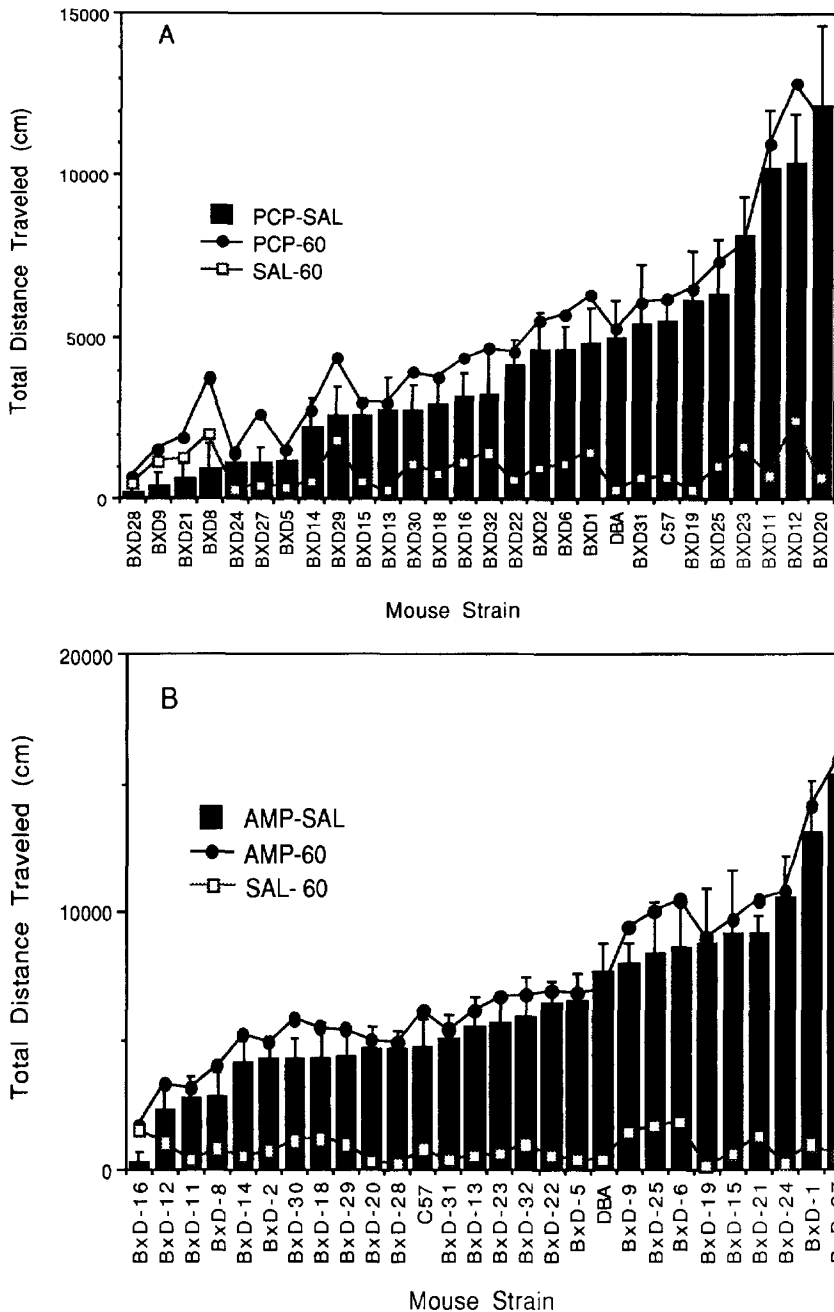 15000
A
Total Distance Traveled (cm)
10000
PCP-SAL
PCP-60
SAL-60
5000
0
BXD28
BXD9
BXD21
BXD8
BXD24
BXD27
BXD5
BXD14
BXD29
BXD15
BXD13
BXD30
BXD18
BXD16
BXD32
BXD22
BXD2
BXD6
BXD1
DBA
BXD31
C57
BXD19
BXD25
BXD23
BXD11
BXD12
BXD20
Mouse Strain
20000
B
Total Distance Traveled (cm)
AMP-SAL
AMP-60
SAL- 60
10000
0
BxD-16
BxD-12
BxD-11
BxD-8
BxD-14
BxD-2
BxD-30
BxD-18
BxD-29
BxD-20
BxD-28
C57
BxD-31
BxD-13
BxD-23
BxD-32
BxD-22
BxD-5
DBA
BxD-9
BxD-25
BxD-6
BxD-19
BxD-15
BxD-21
BxD-24
BxD-1
Mouse Strain